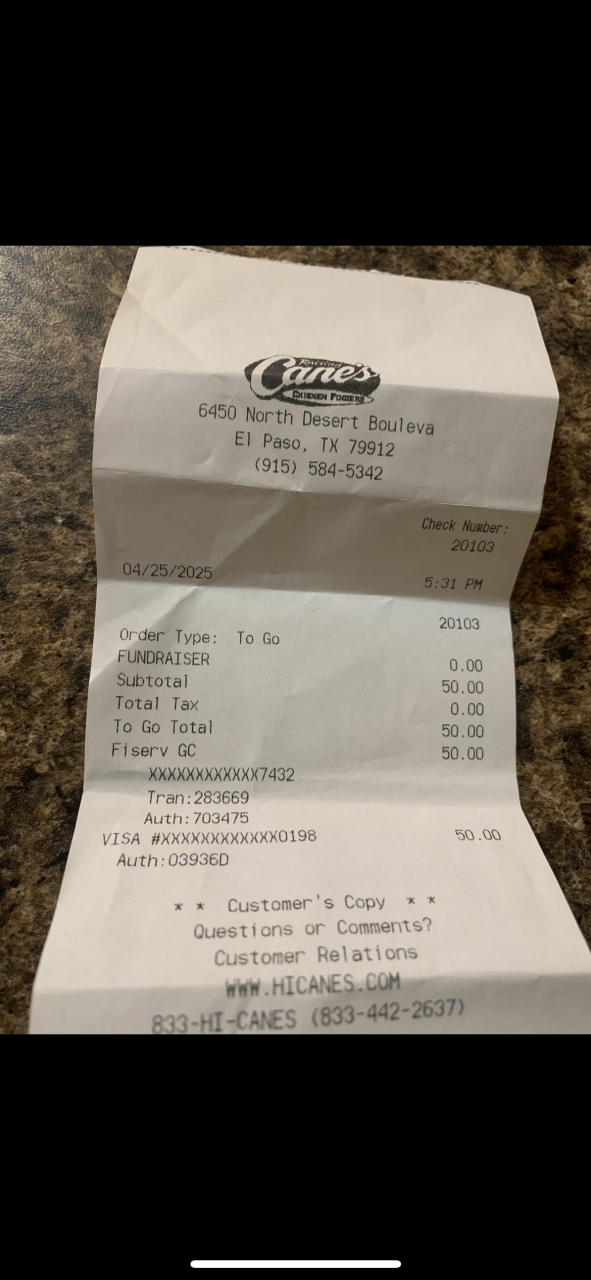 Raising
Cane's
CHICKEN FINGERS
6450 North Desert Bouleva
El Paso, TX 79912
(915) 584-5342
Check Number:
20103
04/25/2025 5:31 PM
20103
Order Type: To Go
FUNDRAISER 0.00
Subtotal 50.00
Total Tax 0.00
To Go Total 50.00
Fiserv GC 50.00
XXXXXXXXXXXX7432
Tran:283669
Auth:703475
VISA #XXXXXXXXXXXX0198 50.00
Auth:03936D
* * Customer's Copy * *
Questions or Comments?
Customer Relations
WWW.HICANES.COM
833-HI-CANES (833-442-2637)